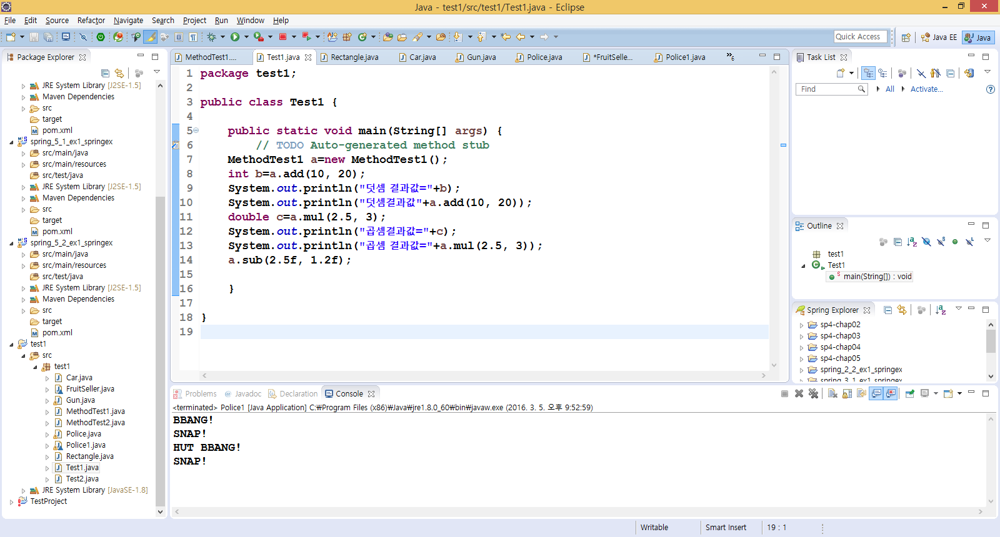 Java - test1/src/test1/Test1.java - Eclipse
File Edit Source Refactor Navigate Search Project Run Window Help
Quick Access
Java EE
Java
Package Explorer
JRE System Library [J2SE-1.5]
Maven Dependencies
src
target
pom.xml
spring_5_1_ex1_springex
src/main/java
src/main/resources
src/test/java
JRE System Library [J2SE-1.5]
Maven Dependencies
src
target
pom.xml
spring_5_2_ex1_springex
src/main/java
src/main/resources
src/test/java
JRE System Library [J2SE-1.5]
Maven Dependencies
src
target
pom.xml
test1
src
test1
Car.java
FruitSeller.java
Gun.java
MethodTest1.java
MethodTest2.java
Police.java
Police1.java
Rectangle.java
Test1.java
Test2.java
JRE System Library [JavaSE-1.8]
TestProject
MethodTest1.... Test1.java Rectangle.java Car.java Gun.java Police.java *FruitSelle... Police1.java »6
1 package test1;
2
3 public class Test1 {
4
5 public static void main(String[] args) {
6 // TODO Auto-generated method stub
7 MethodTest1 a=new MethodTest1();
8 int b=a.add(10, 20);
9 System.out.println("덧셈 결과값="+b);
10 System.out.println("덧셈결과값"+a.add(10, 20));
11 double c=a.mul(2.5, 3);
12 System.out.println("곱셈결과값="+c);
13 System.out.println("곱셈 결과값="+a.mul(2.5, 3));
14 a.sub(2.5f, 1.2f);
15
16 }
17
18 }
19
Problems @ Javadoc Declaration Console
<terminated> Police1 [Java Application] C:₩Program Files (x86)₩Java₩jre1.8.0_60₩bin₩javaw.exe (2016. 3. 5. 오후 9:52:59)
BBANG!
SNAP!
HUT BBANG!
SNAP!
Task List
Find
All
Activate...
Outline
test1
Test1
main(String[]) : void
Spring Explorer
sp4-chap02
sp4-chap03
sp4-chap04
sp4-chap05
spring_2_2_ex1_springex
spring_3_1_ex1_springex
Writable
Smart Insert
19 : 1